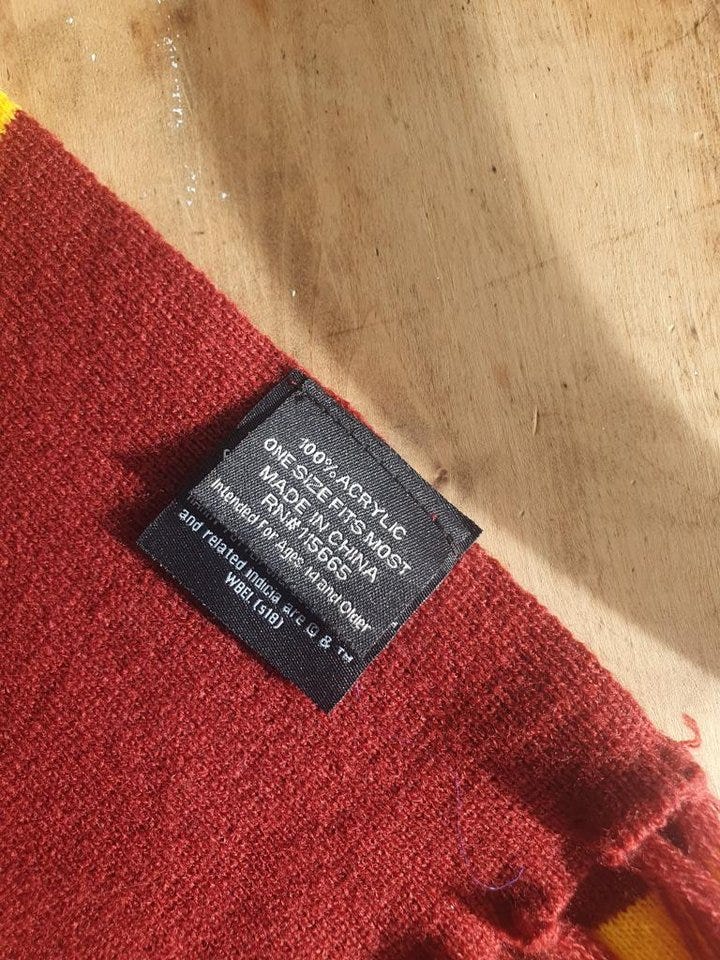 100% ACRYLIC
ONE SIZE FITS MOST
MADE IN CHINA
RN# 115665
Intended For Ages 14 and Older
and related indicia are © & ™
WBEI. (s18)